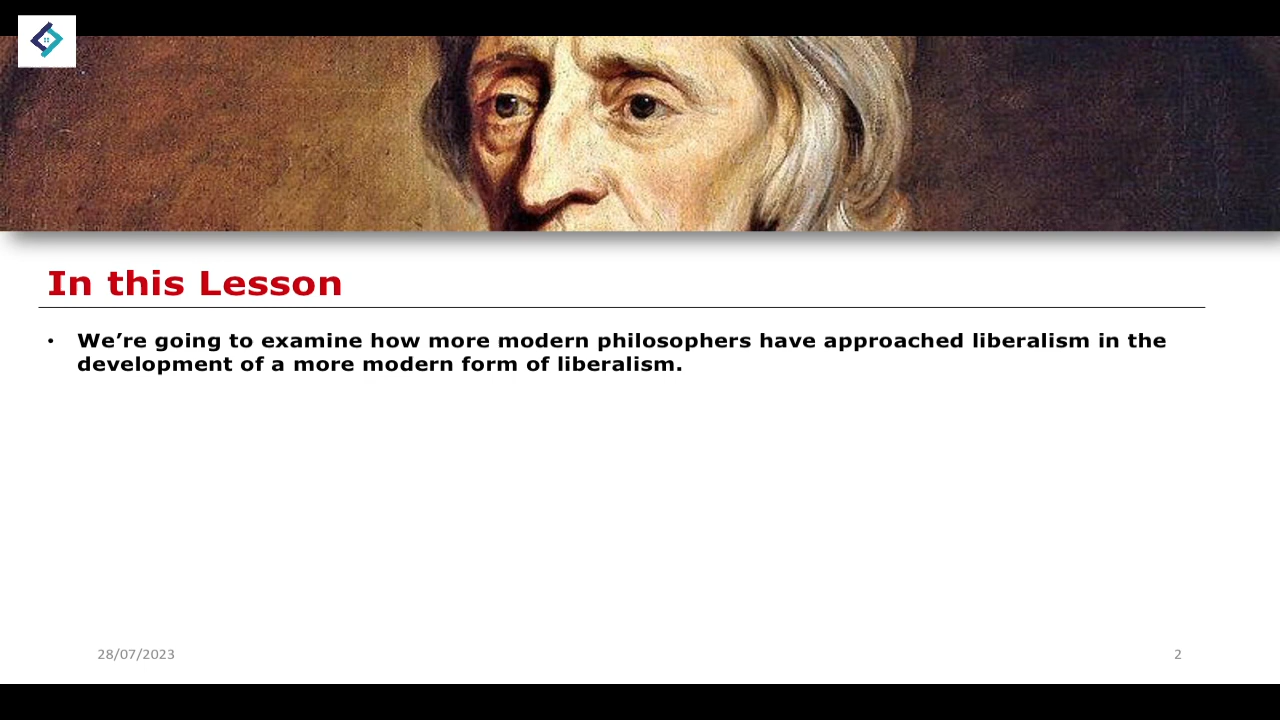 In this Lesson
• We’re going to examine how more modern philosophers have approached liberalism in the
development of a more modern form of liberalism.
28/07/2023
2